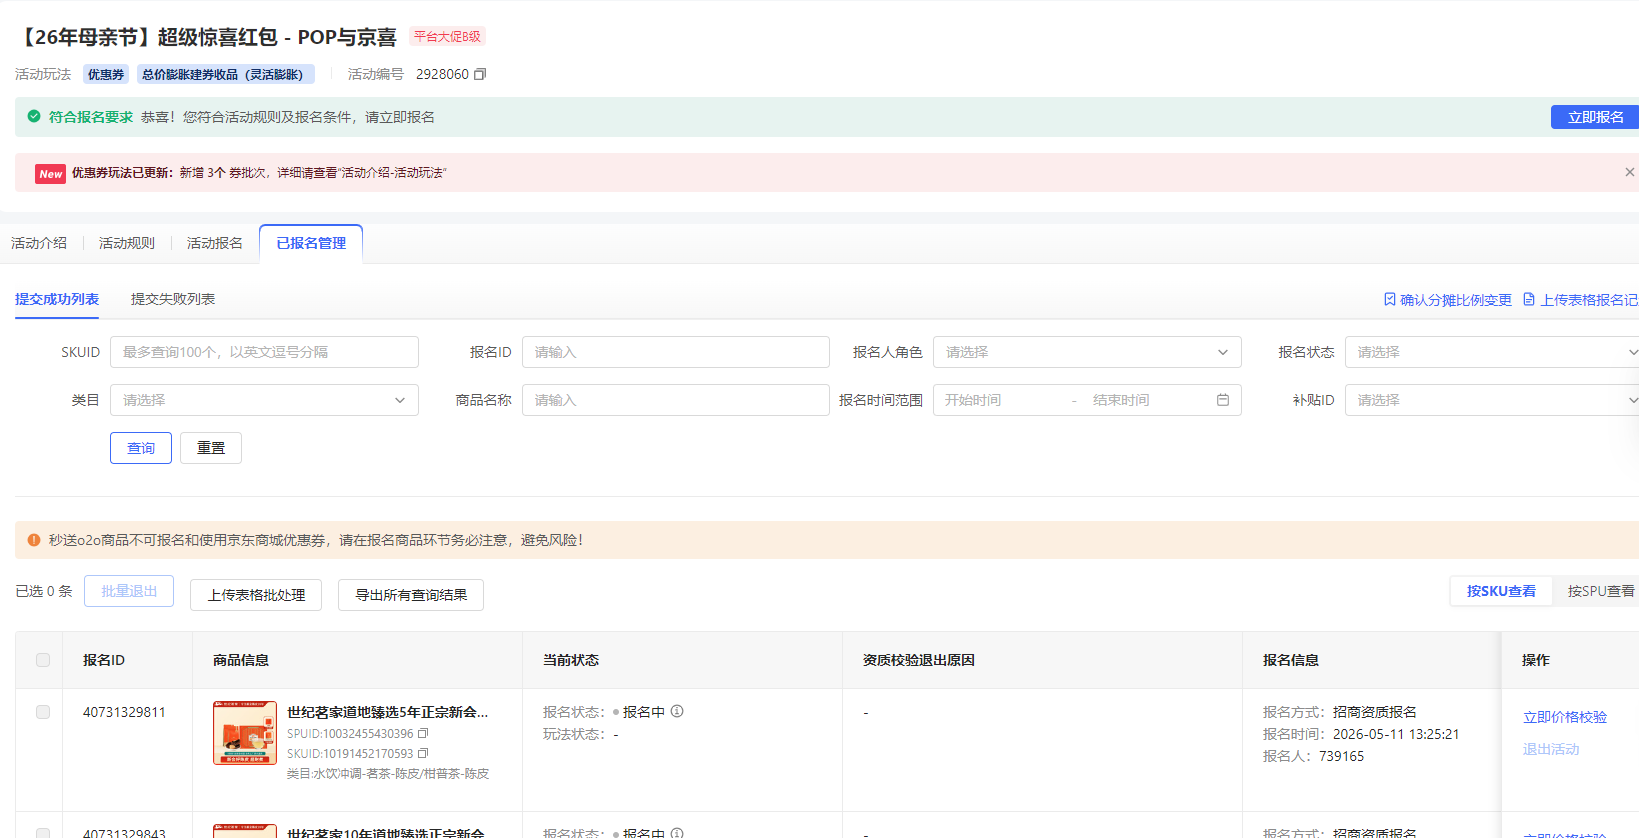 【26年母亲节】超级惊喜红包 - POP与京喜 平台大促B级
活动玩法 优惠券 总价膨胀建券收品（灵活膨胀） 活动编号 2928060
符合报名要求 恭喜！您符合活动规则及报名条件，请立即报名 立即报名
New 优惠券玩法已更新：新增 3个 券批次，详细请查看“活动介绍-活动玩法”
活动介绍 活动规则 活动报名 已报名管理
提交成功列表 提交失败列表 确认分摊比例变更 上传表格报名记
SKUID 最多查询100个，以英文逗号分隔 报名ID 请输入 报名人角色 请选择 报名状态 请选择
类目 请选择 商品名称 请输入 报名时间范围 开始时间 - 结束时间 补贴ID 请选择
查询 重置
秒送o2o商品不可报名和使用京东商城优惠券，请在报名商品环节务必注意，避免风险！
已选 0 条 批量退出 上传表格批处理 导出所有查询结果 按SKU查看 按SPU查看
报名ID 商品信息 当前状态 资质校验退出原因 报名信息 操作
40731329811 世纪茗家道地臻选5年正宗新会... 报名状态： 报名中 - 报名方式：招商资质报名 立即价格校验
SPUID:10032455430396 玩法状态：- 报名时间：2026-05-11 13:25:21
SKUID:10191452170593 报名人：739165 退出活动
类目:水饮冲调-茗茶-陈皮/柑普茶-陈皮
40731329843 世纪茗家10年道地臻选正宗新会 报名状态： 报名中 - 报名方式：招商资质报名 立即价格校验